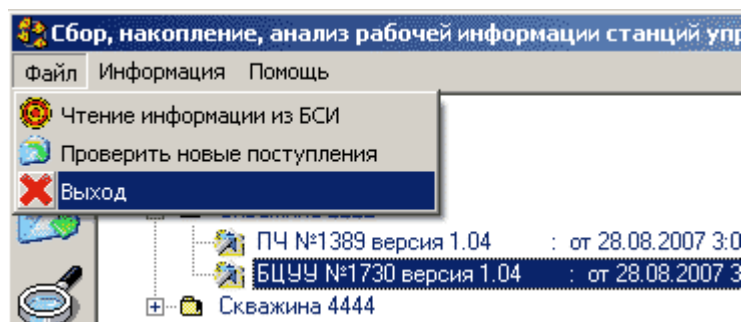 Сбор, накопление, анализ рабочей информации станций упр
Файл Информация Помощь
Чтение информации из БСИ
Проверить новые поступления
Выход
ПЧ №1389 версия 1.04 : от 28.08.2007 3:0
БЦУУ №1730 версия 1.04 : от 28.08.2007 3
Скважина 4444